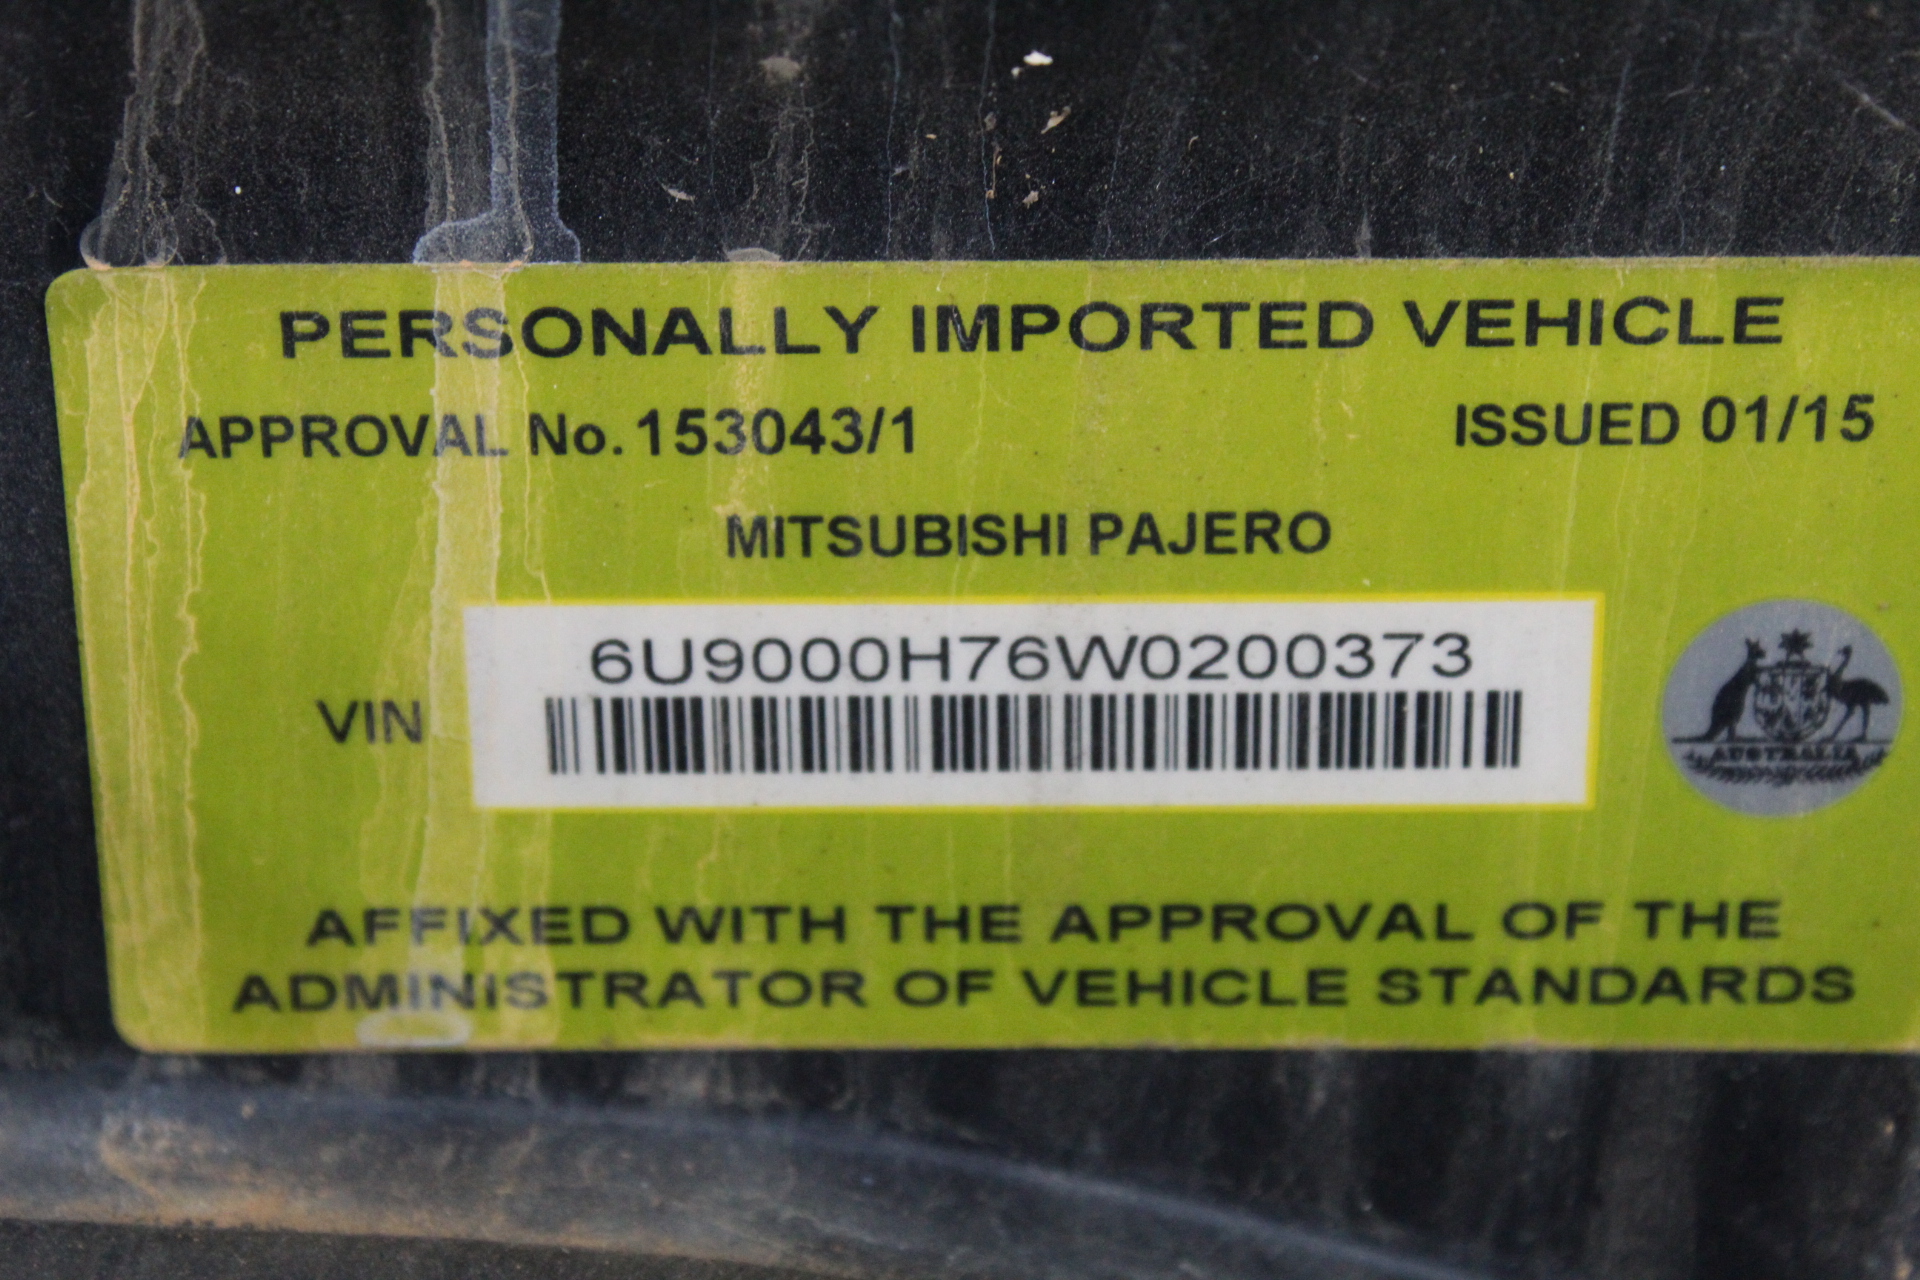 PERSONALLY IMPORTED VEHICLE
APPROVAL No. 153043/1 ISSUED 01/15
MITSUBISHI PAJERO
6U9000H76W0200373
VIN
AUSTRALIA
AFFIXED WITH THE APPROVAL OF THE
ADMINISTRATOR OF VEHICLE STANDARDS